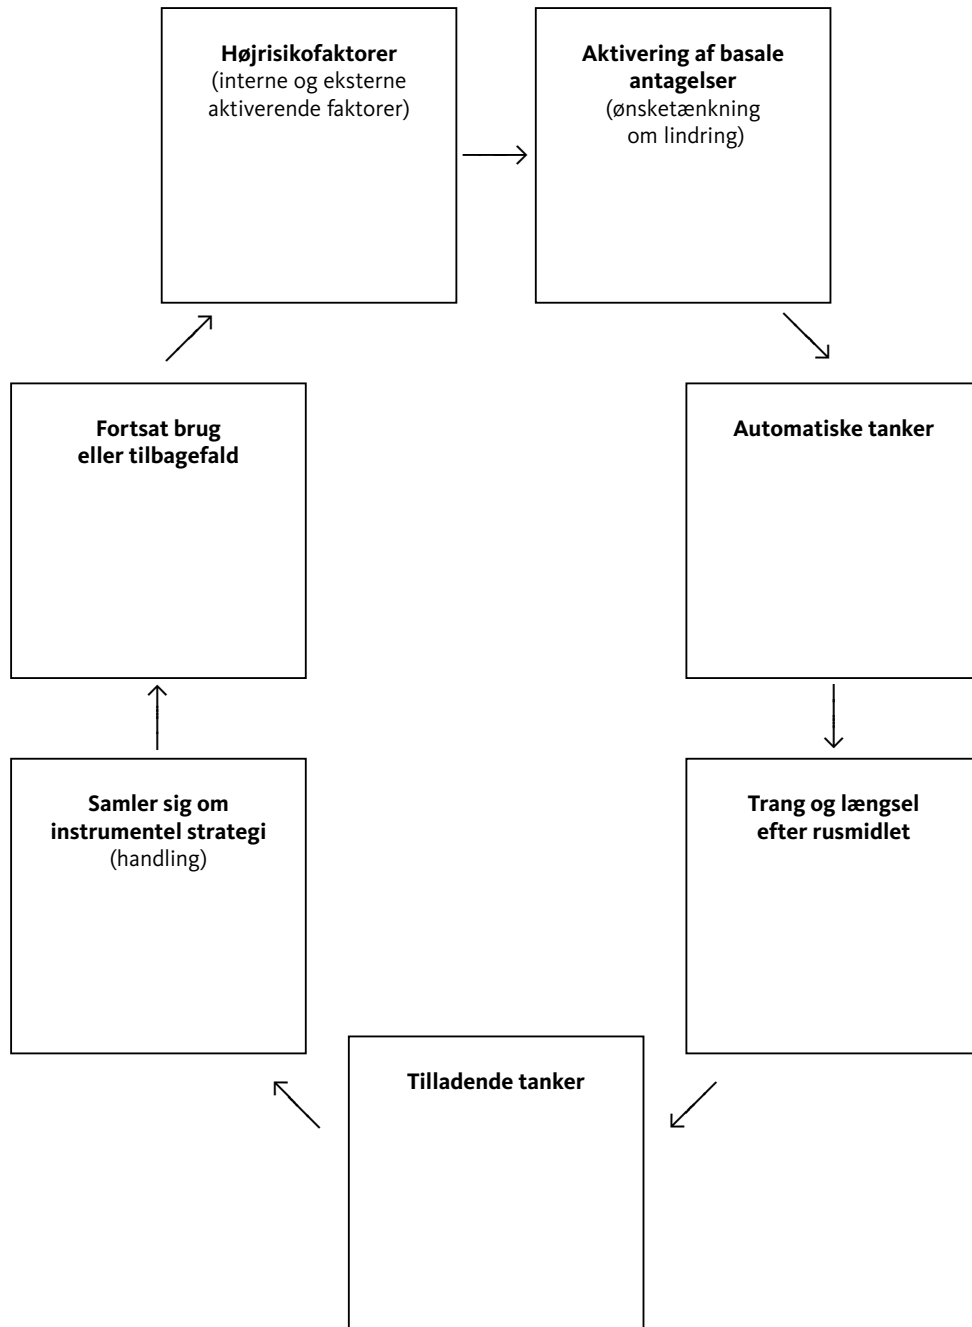 Højrisikofaktorer
(interne og eksterne
aktiverende faktorer)
Aktivering af basale
antagelser
(ønsketænkning
om lindring)
Automatiske tanker
Trang og længsel
efter rusmidlet
Tilladende tanker
Samler sig om
instrumentel strategi
(handling)
Fortsat brug
eller tilbagefald